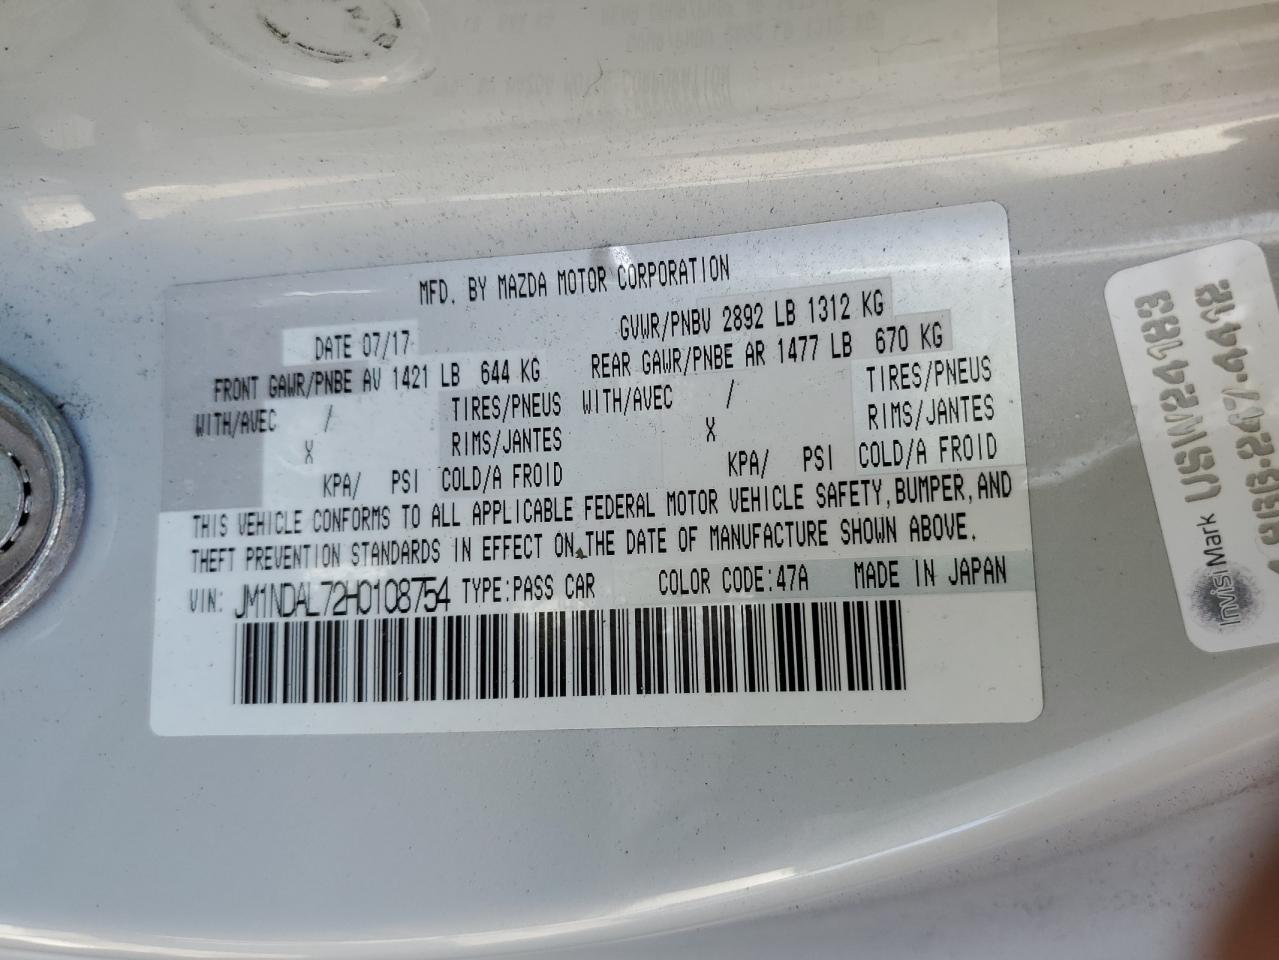 MFD. BY MAZDA MOTOR CORPORATION
DATE 07/17
GVWR/PNBV 2892 LB 1312 KG
FRONT GAWR/PNBE AV 1421 LB 644 KG
REAR GAWR/PNBE AR 1477 LB 670 KG
WITH/AVEC / TIRES/PNEUS WITH/AVEC / TIRES/PNEUS
X RIMS/JANTES X RIMS/JANTES
KPA/ PSI COLD/A FROID KPA/ PSI COLD/A FROID
THIS VEHICLE CONFORMS TO ALL APPLICABLE FEDERAL MOTOR VEHICLE SAFETY, BUMPER, AND
THEFT PREVENTION STANDARDS IN EFFECT ON THE DATE OF MANUFACTURE SHOWN ABOVE.
VIN: JM1NDAL72H0108754 TYPE:PASS CAR COLOR CODE:47A MADE IN JAPAN
InvisiMark USW24183